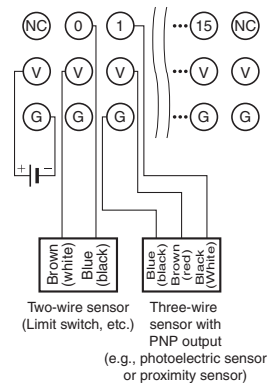 NC 0 1 ••• 15 NC
V V V ••• V V
G G G ••• G G
+ −
Brown
(white)
Blue
(black)
Blue
(black)
Brown
(red)
Black
(White)
Two-wire sensor
(Limit switch, etc.)
Three-wire
sensor with
PNP output
(e.g., photoelectric sensor
or proximity sensor)